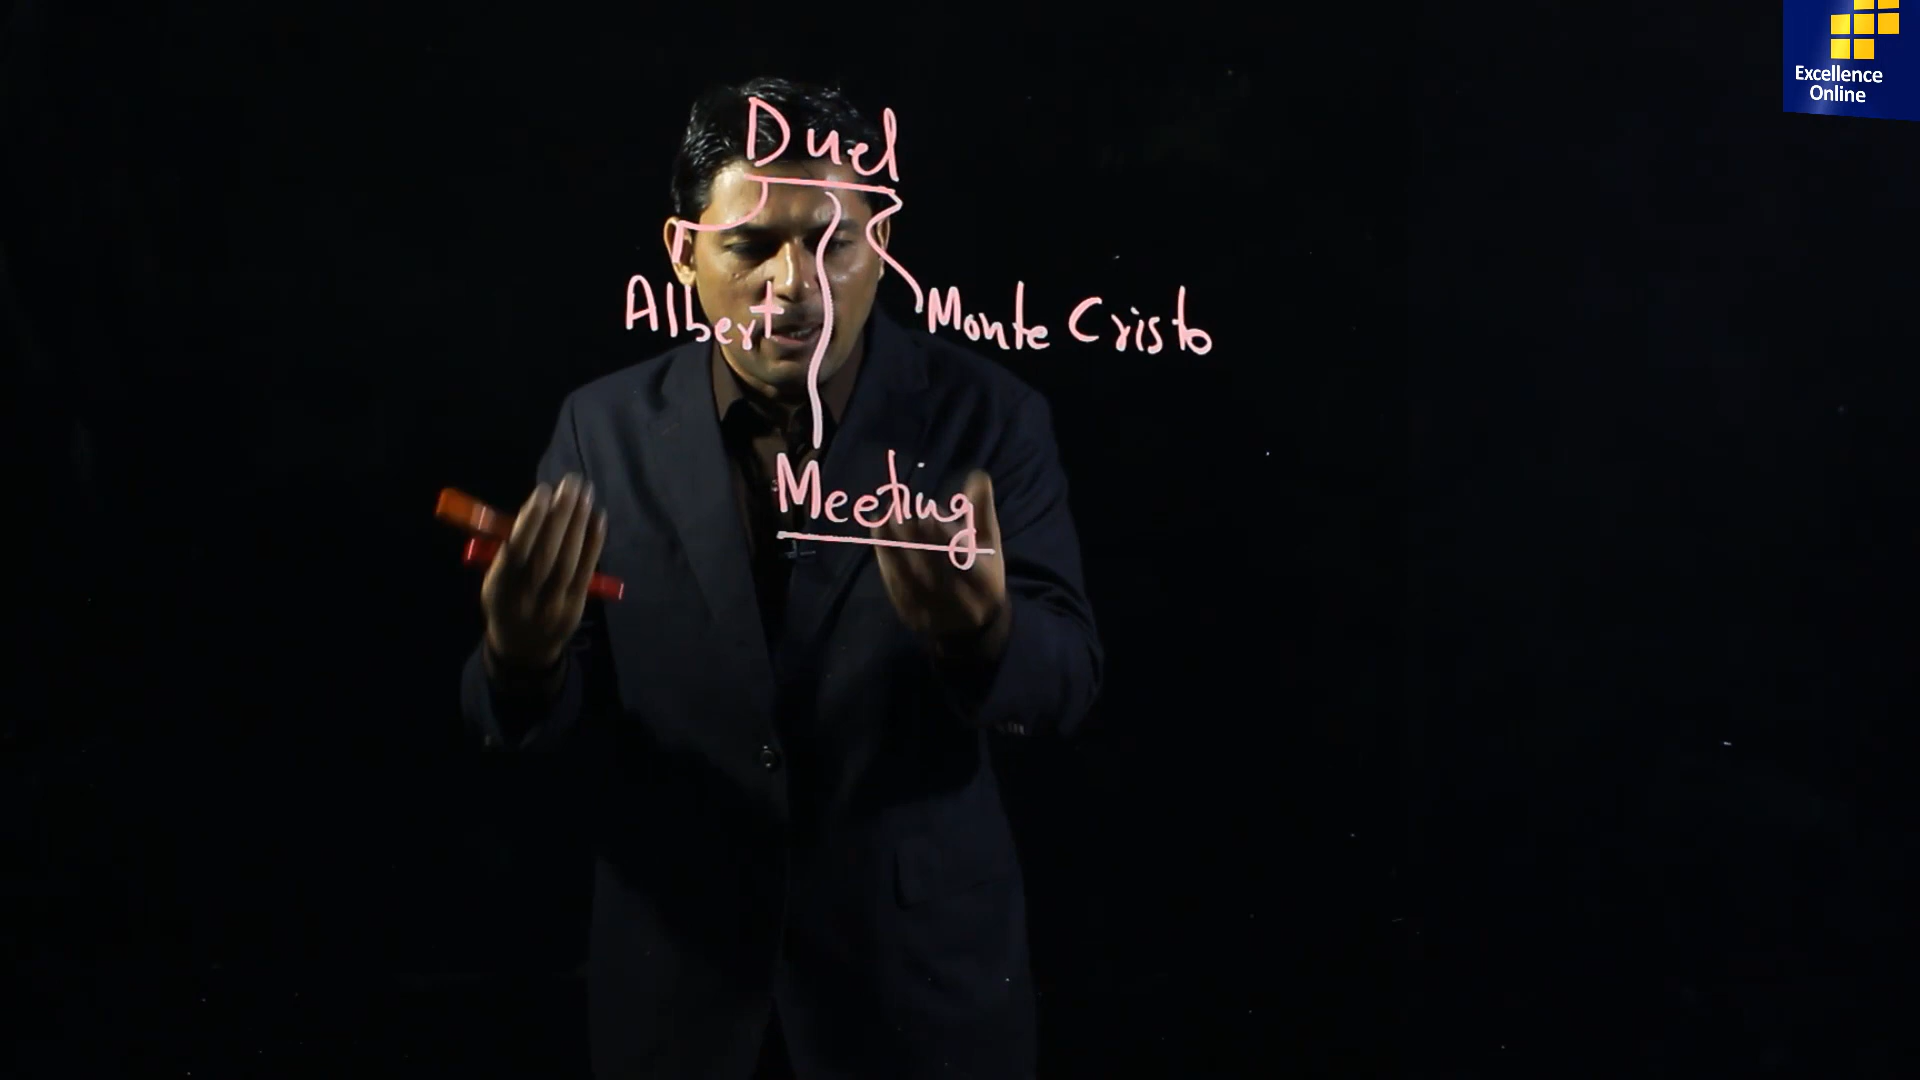 Duel
Albert
Monte Cristo
Meeting
Excellence
Online